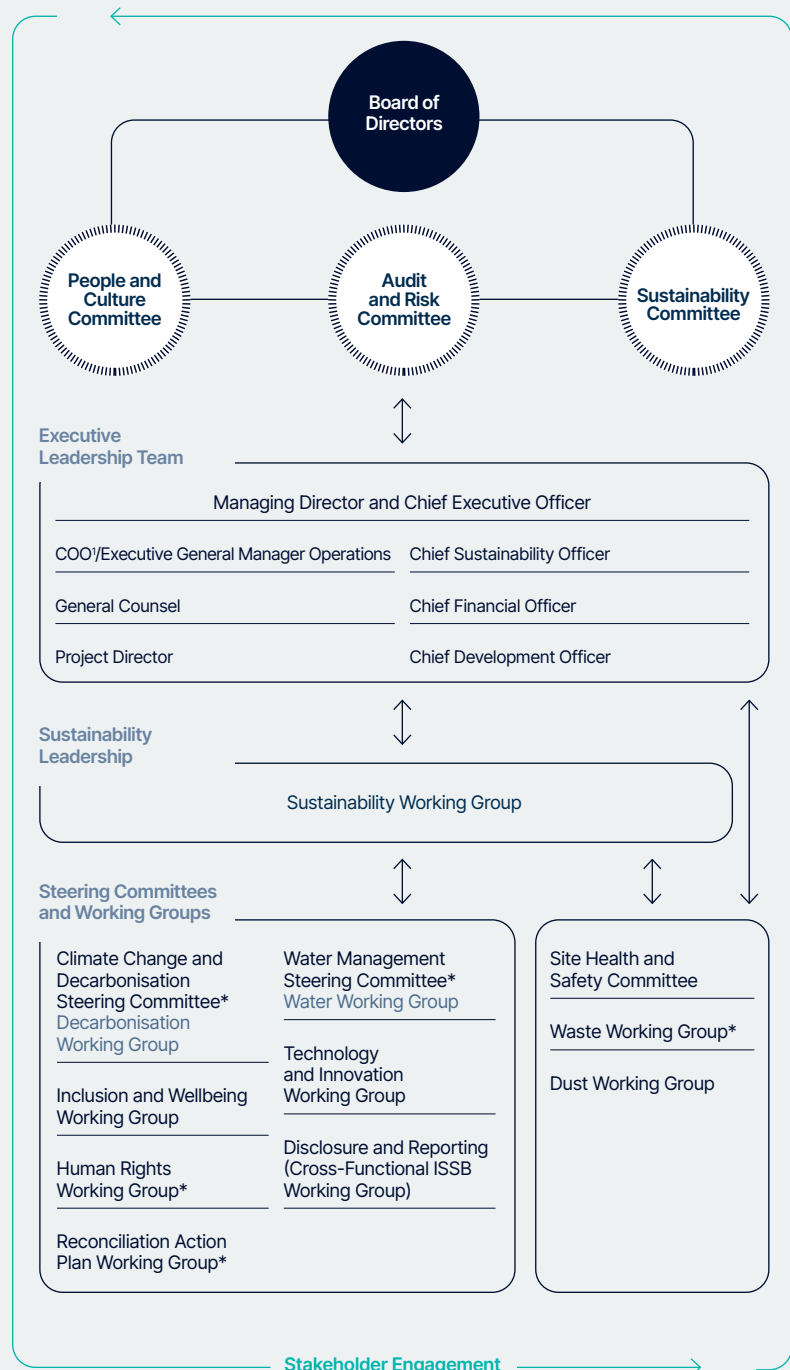 Board of
Directors
People and
Culture
Committee
Audit
and Risk
Committee
Sustainability
Committee
Executive
Leadership Team
Managing Director and Chief Executive Officer
COO¹/Executive General Manager Operations
Chief Sustainability Officer
General Counsel
Chief Financial Officer
Project Director
Chief Development Officer
Sustainability
Leadership
Sustainability Working Group
Steering Committees
and Working Groups
Climate Change and
Decarbonisation
Steering Committee*
Decarbonisation
Working Group
Inclusion and Wellbeing
Working Group
Human Rights
Working Group*
Reconciliation Action
Plan Working Group*
Water Management
Steering Committee*
Water Working Group
Technology
and Innovation
Working Group
Disclosure and Reporting
(Cross-Functional ISSB
Working Group)
Site Health and
Safety Committee
Waste Working Group*
Dust Working Group
Stakeholder Engagement